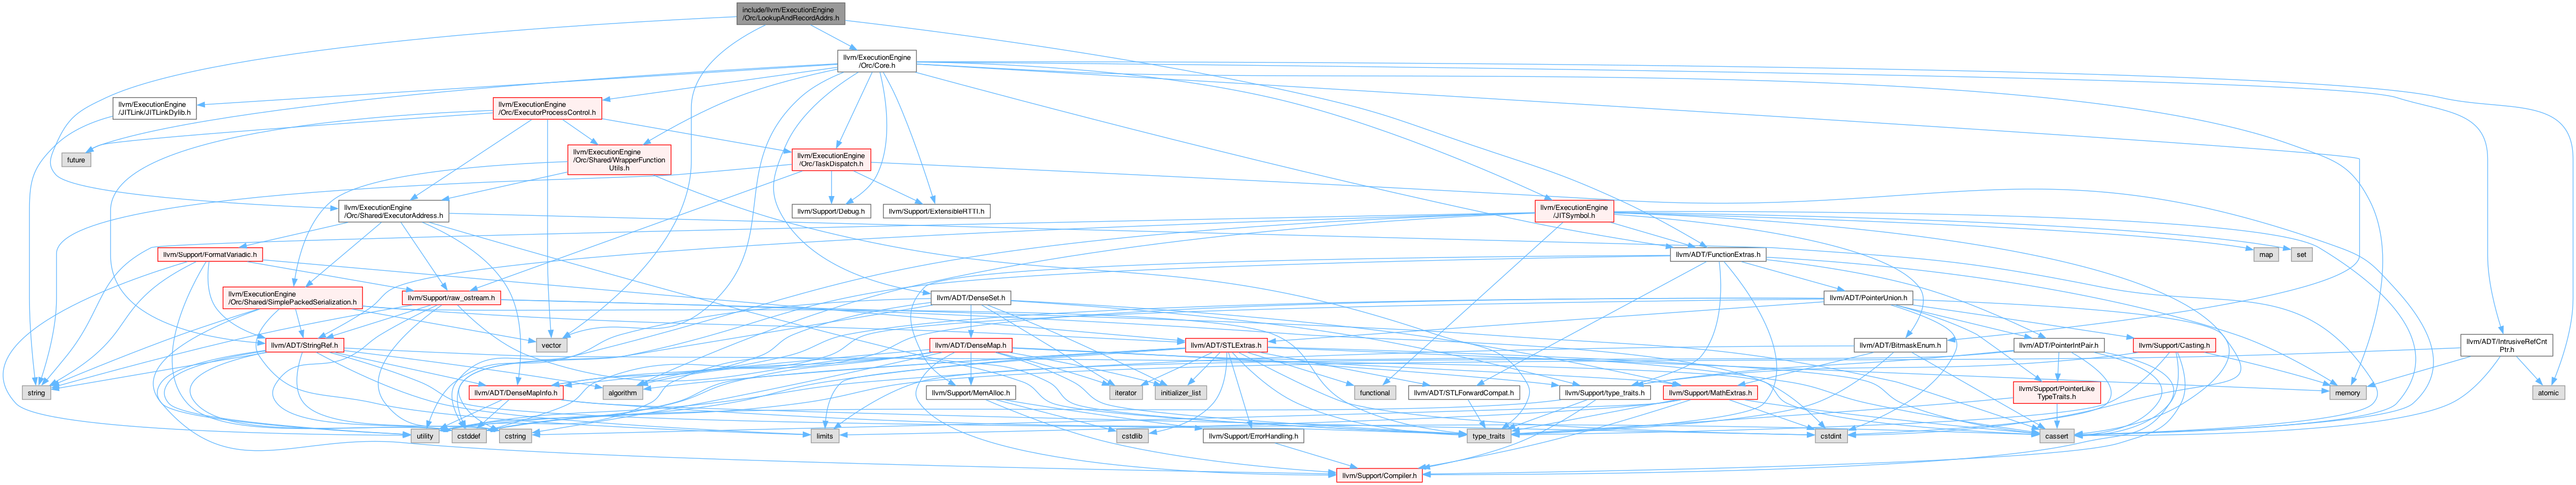 include/llvm/ExecutionEngine
/Orc/LookupAndRecordAddrs.h
llvm/ExecutionEngine
/Orc/Core.h
llvm/ExecutionEngine
/JITLink/JITLinkDylib.h
llvm/ExecutionEngine
/Orc/ExecutorProcessControl.h
future
llvm/ExecutionEngine
/Orc/Shared/WrapperFunction
Utils.h
llvm/ExecutionEngine
/Orc/TaskDispatch.h
llvm/ExecutionEngine
/Orc/Shared/ExecutorAddress.h
llvm/Support/Debug.h
llvm/Support/ExtensibleRTTI.h
llvm/ExecutionEngine
/JITSymbol.h
llvm/Support/FormatVariadic.h
llvm/ADT/FunctionExtras.h
map
set
llvm/ExecutionEngine
/Orc/Shared/SimplePackedSerialization.h
llvm/Support/raw_ostream.h
llvm/ADT/DenseSet.h
llvm/ADT/PointerUnion.h
llvm/ADT/StringRef.h
vector
llvm/ADT/DenseMap.h
llvm/ADT/STLExtras.h
llvm/ADT/BitmaskEnum.h
llvm/ADT/PointerIntPair.h
llvm/Support/Casting.h
llvm/ADT/IntrusiveRefCnt
Ptr.h
string
llvm/ADT/DenseMapInfo.h
algorithm
llvm/Support/MemAlloc.h
iterator
initializer_list
functional
llvm/ADT/STLForwardCompat.h
llvm/Support/type_traits.h
llvm/Support/MathExtras.h
llvm/Support/PointerLike
TypeTraits.h
memory
atomic
utility
cstddef
cstring
limits
cstdlib
llvm/Support/ErrorHandling.h
type_traits
cstdint
cassert
llvm/Support/Compiler.h